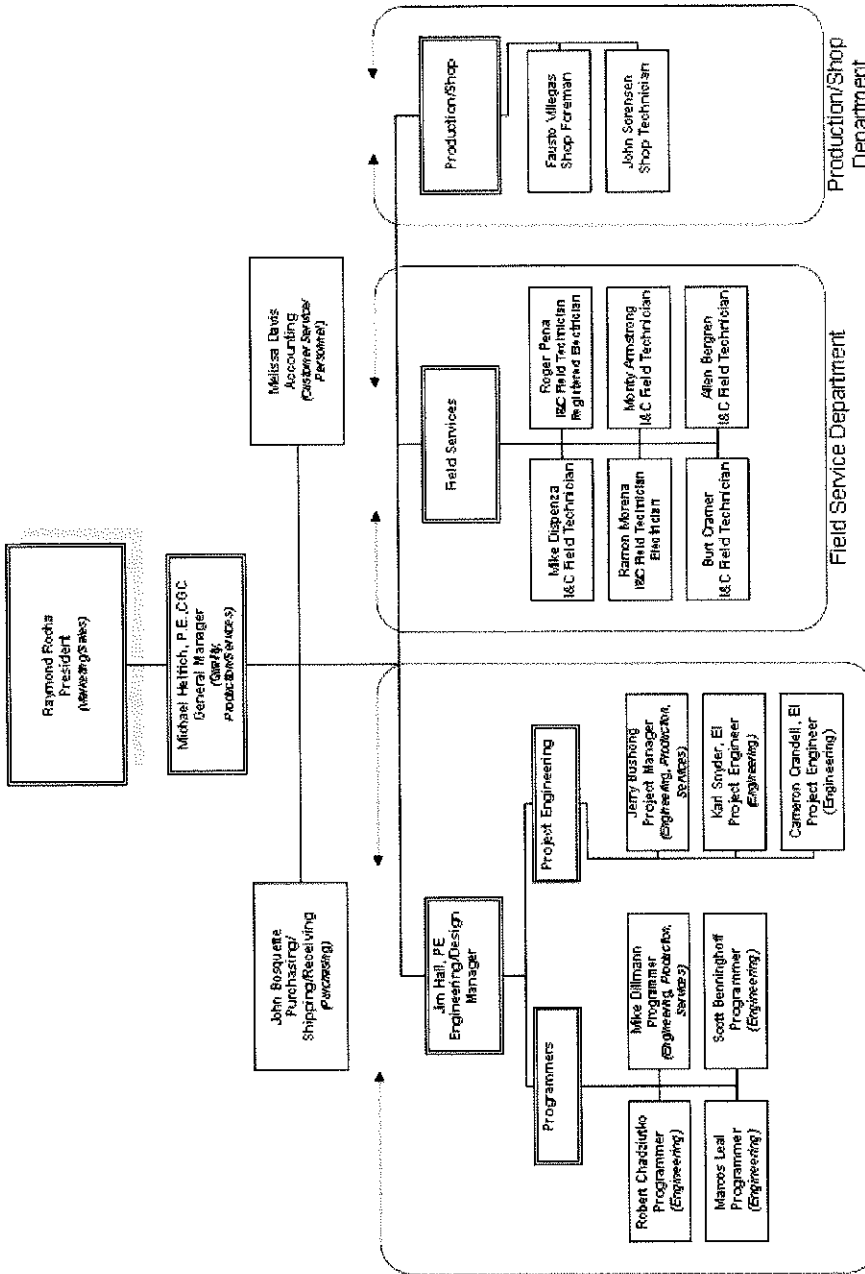 Raymond Rocha
President
(Marketing/Sales)
Michael Helfrich, P.E.,CGC
General Manager
(Quality,
Production/Services)
John Bosquette
Purchasing/
Shipping/Receiving
(Purchasing)
Melissa Davis
Accounting
(Customer Service/
Personnel)
Jim Hall, PE
Engineering/Design
Manager
Field Services
Production/Shop
Programmers
Project Engineering
Robert Chadziutko
Programmer
(Engineering)
Mike Dillmann
Programmer
(Engineering, Production,
Services)
Marcos Leal
Programmer
(Engineering)
Scott Benninghoff
Programmer
(Engineering)
Jerry Busheng
Project Manager
(Engineering, Production,
Services)
Karl Snyder, EI
Project Engineer
(Engineering)
Cameron Crandell, EI
Project Engineer
(Engineering)
Mike Dispenza
I&C Field Technician
Roger Pena
I&C Field Technician
Registered Electrician
Ramon Morena
I&C Field Technician
Electrician
Monty Armstrong
I&C Field Technician
Burt Cramer
I&C Field Technician
Allen Bergren
I&C Field Technician
Fausto Villegas
Shop Foreman
John Sorensen
Shop Technician
Field Service Department
Production/Shop
Department